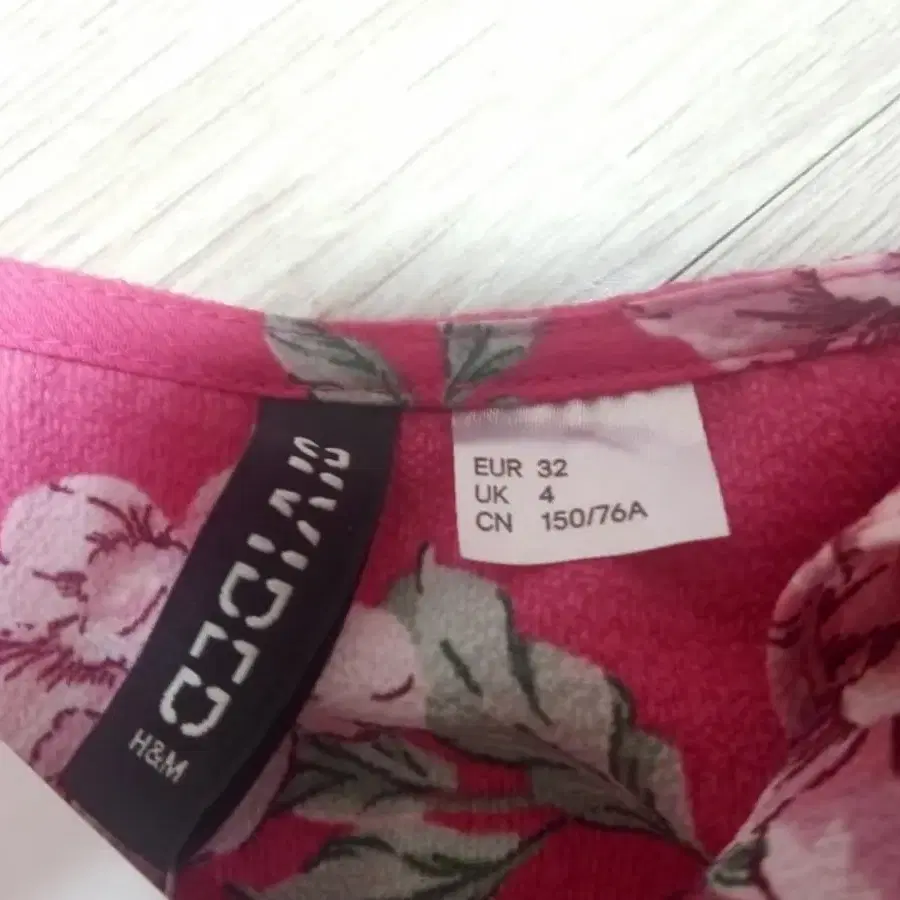 DIVIDED
H&M
EUR 32
UK 4
CN 150/76A